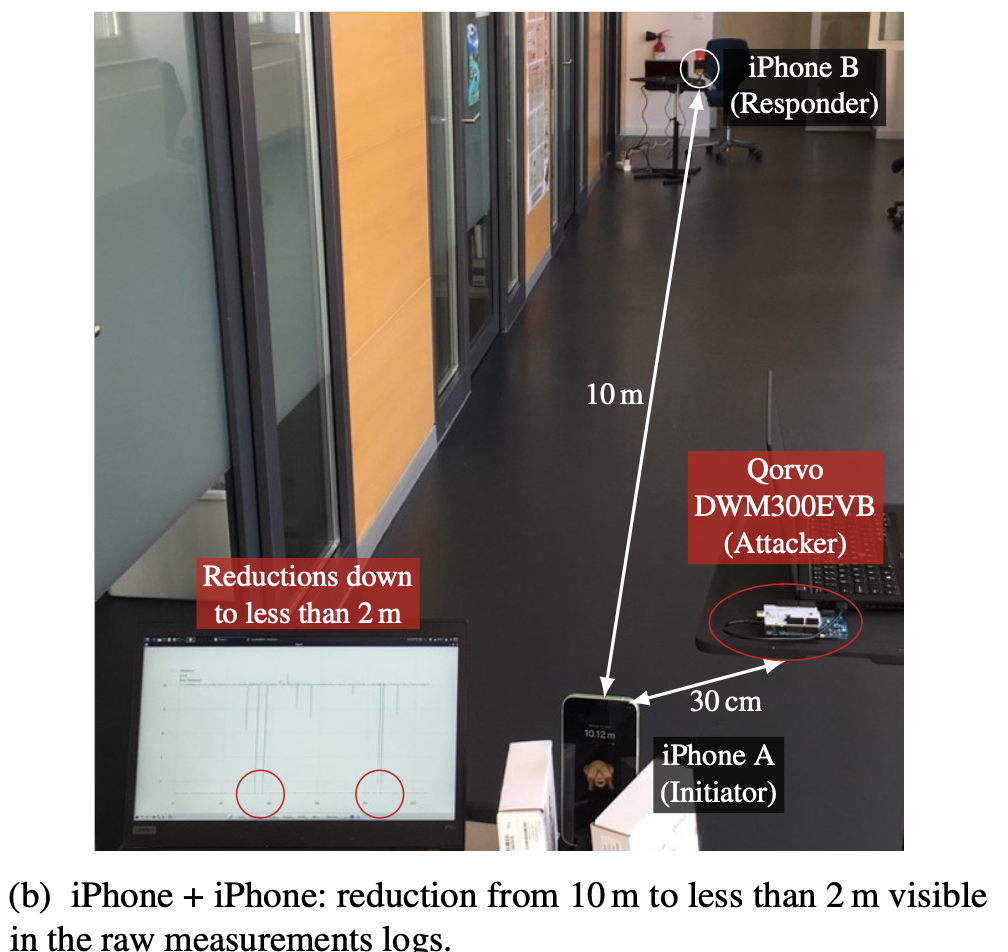 iPhone B
(Responder)
10 m
Qorvo
DWM300EVB
(Attacker)
Reductions down
to less than 2 m
30 cm
10.12 m
iPhone A
(Initiator)
(b) iPhone + iPhone: reduction from 10 m to less than 2 m visible
in the raw measurements logs.